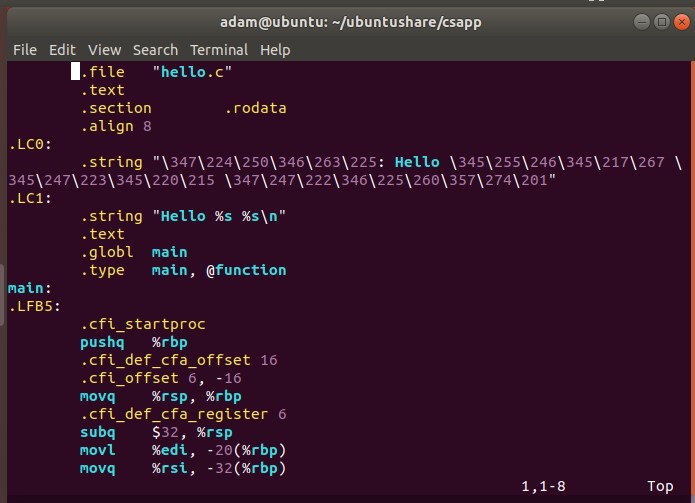 adam@ubuntu: ~/ubuntushare/csapp
File Edit View Search Terminal Help
.file "hello.c"
.text
.section .rodata
.align 8
.LC0:
.string "\347\224\250\346\263\225: Hello \345\255\246\345\217\267 \
345\247\223\345\220\215 \347\247\222\346\225\260\357\274\201"
.LC1:
.string "Hello %s %s\n"
.text
.globl main
.type main, @function
main:
.LFB5:
.cfi_startproc
pushq %rbp
.cfi_def_cfa_offset 16
.cfi_offset 6, -16
movq %rsp, %rbp
.cfi_def_cfa_register 6
subq $32, %rsp
movl %edi, -20(%rbp)
movq %rsi, -32(%rbp)
1,1-8 Top